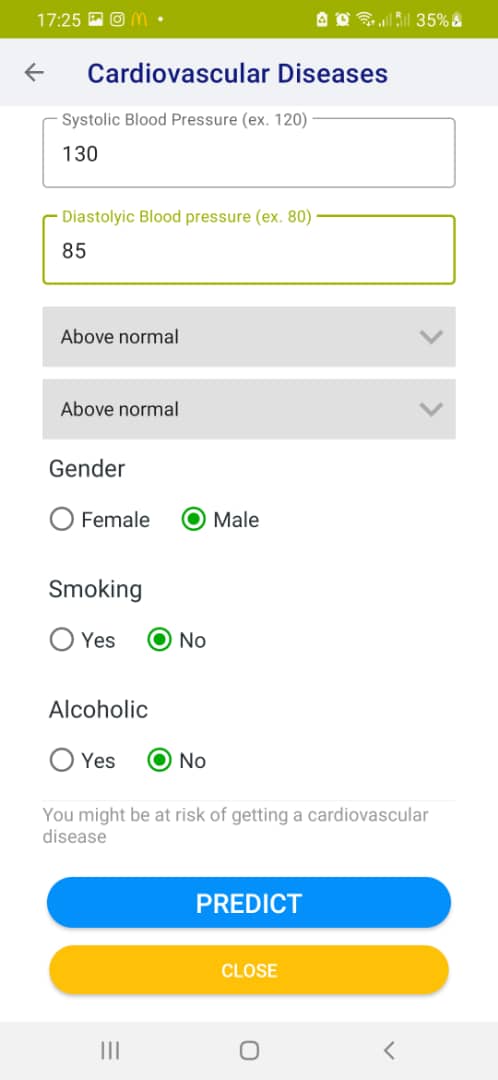 17:25 35%
Cardiovascular Diseases
Systolic Blood Pressure (ex. 120)
130
Diastolyic Blood pressure (ex. 80)
85
Above normal
Above normal
Gender
Female Male
Smoking
Yes No
Alcoholic
Yes No
You might be at risk of getting a cardiovascular
disease
PREDICT
CLOSE